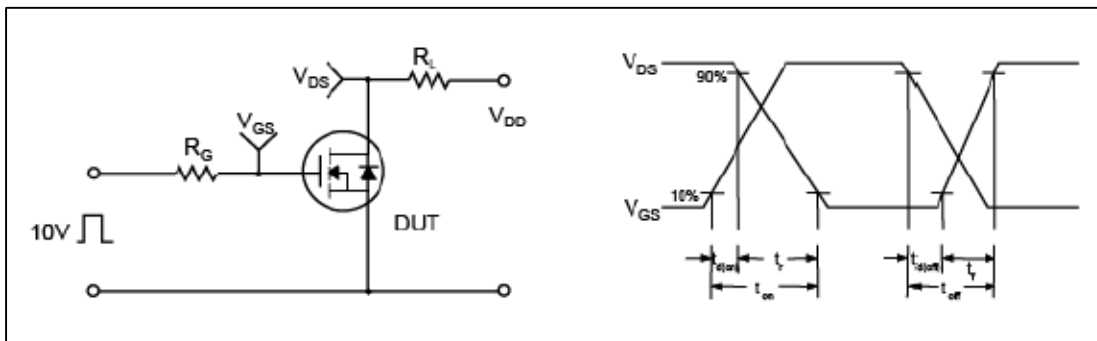 R_L
V_DS
V_DD
V_GS
R_G
10V
DUT
V_DS
90%
10%
V_GS
t_d(on)
t_r
t_on
t_d(off)
t_f
t_off